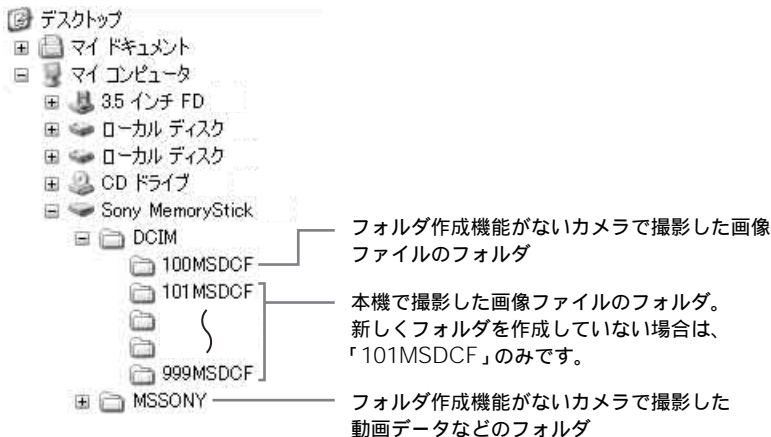 デスクトップ
マイ ドキュメント
マイ コンピュータ
3.5 インチ FD
ローカル ディスク
ローカル ディスク
CD ドライブ
Sony MemoryStick
DCIM
100MSDCF
フォルダ作成機能がないカメラで撮影した画像
ファイルのフォルダ
101MSDCF
999MSDCF
本機で撮影した画像ファイルのフォルダ。
新しくフォルダを作成していない場合は、
「101MSDCF」のみです。
MSSONY
フォルダ作成機能がないカメラで撮影した
動画データなどのフォルダ